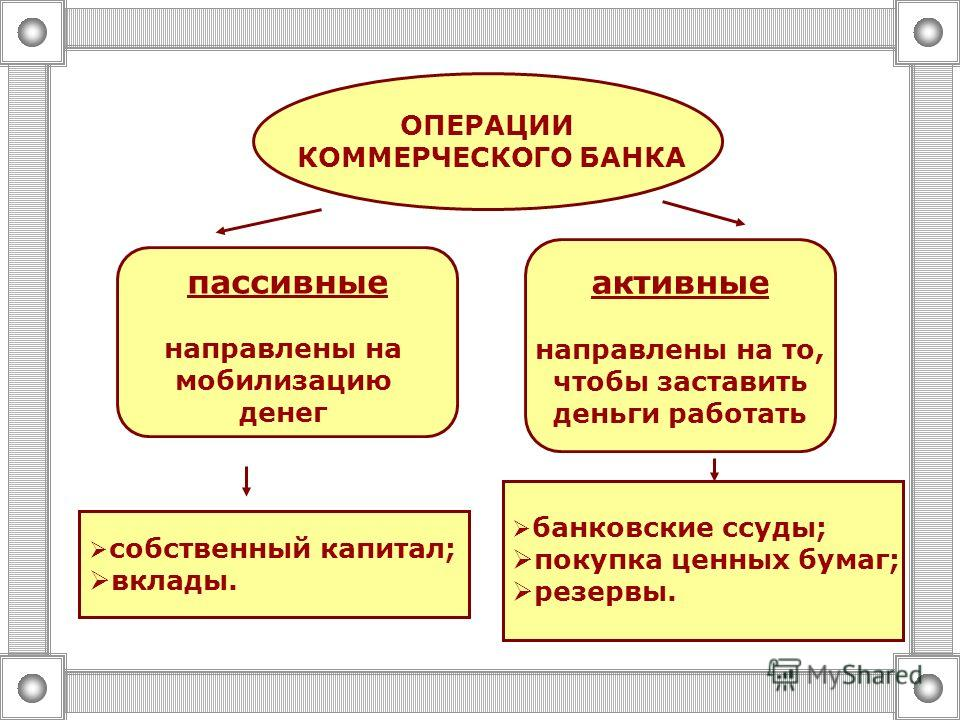 ОПЕРАЦИИ
КОММЕРЧЕСКОГО БАНКА
пассивные
направлены на
мобилизацию
денег
активные
направлены на то,
чтобы заставить
деньги работать
собственный капитал;
вклады.
банковские ссуды;
покупка ценных бумаг;
резервы.
MyShared